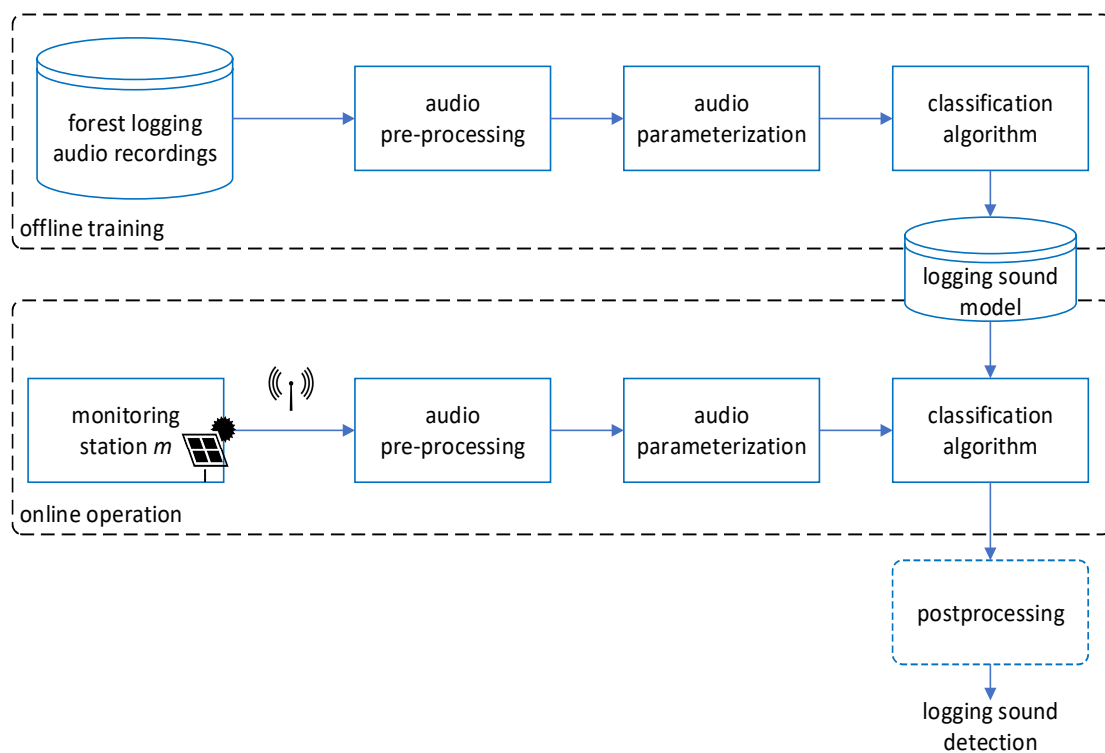 forest logging
audio recordings
audio
pre-processing
audio
parameterization
classification
algorithm
offline training
logging sound
model
monitoring
station m
audio
pre-processing
audio
parameterization
classification
algorithm
online operation
postprocessing
logging sound
detection